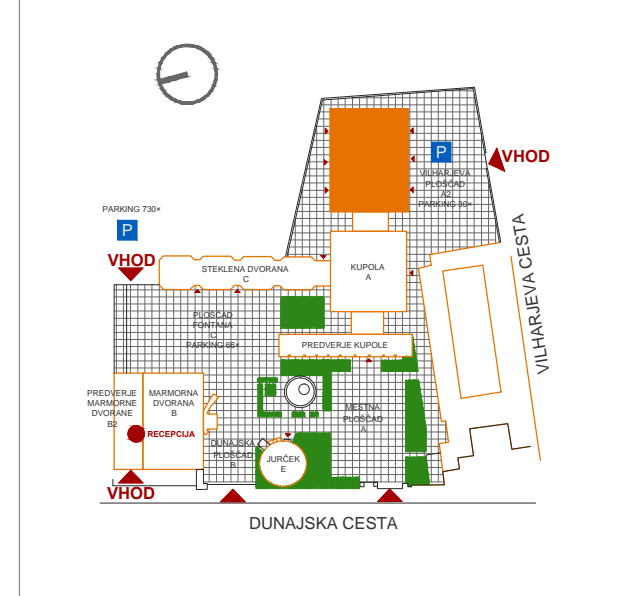 P
VHOD
VILHARJEVA
PLOŠČAD
A2
PARKING 30×
PARKING 730×
P
VHOD
STEKLENA DVORANA
C
KUPOLA
A
VILHARJEVA CESTA
PLOŠČAD
FONTANA
C
PARKING 66×
PREDVERJE KUPOLE
PREDVERJE
MARMORNE
DVORANE
B2
MARMORNA
DVORANA
B
MESTNA
PLOŠČAD
A
RECEPCIJA
DUNAJSKA
PLOŠČAD
B
JURČEK
E
VHOD
DUNAJSKA CESTA